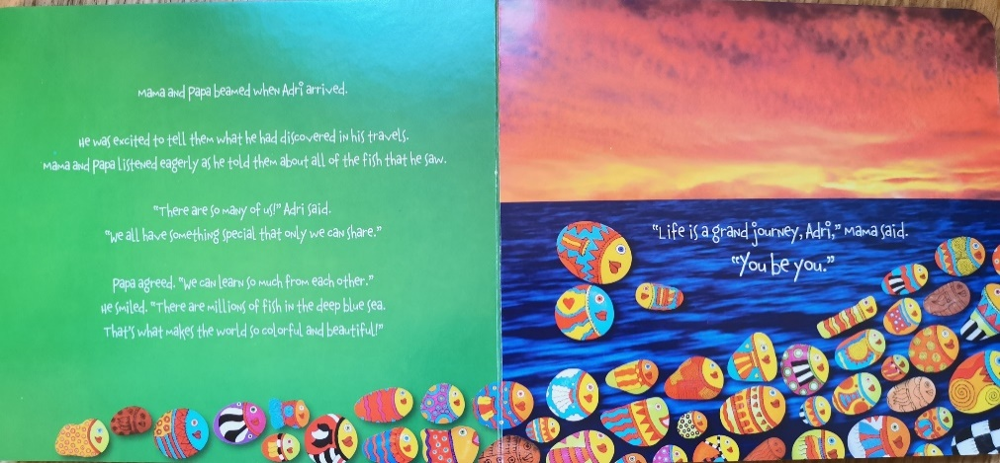 Mama and Papa beamed when Adri arrived.
He was excited to tell them what he had discovered in his travels.
Mama and Papa listened eagerly as he told them about all of the fish that he saw.
"There are so many of us!" Adri said.
"We all have something special that only we can share."
Papa agreed. "We can learn so much from each other."
He smiled. "There are millions of fish in the deep blue sea.
That's what makes the world so colorful and beautiful!"
"Life is a grand journey, Adri," Mama said.
"You be you."